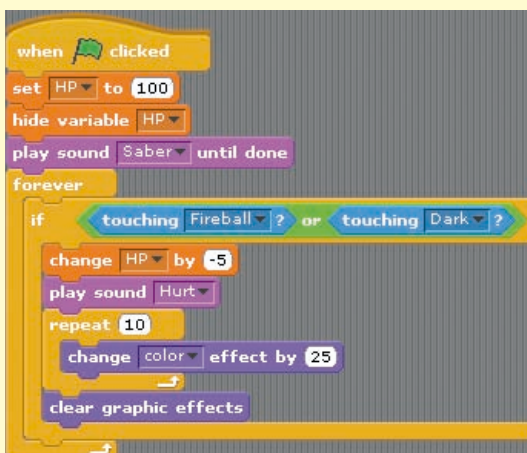 when clicked
set HP to 100
hide variable HP
play sound Saber until done
forever
if touching Fireball ? or touching Dark ?
change HP by -5
play sound Hurt
repeat 10
change color effect by 25
clear graphic effects